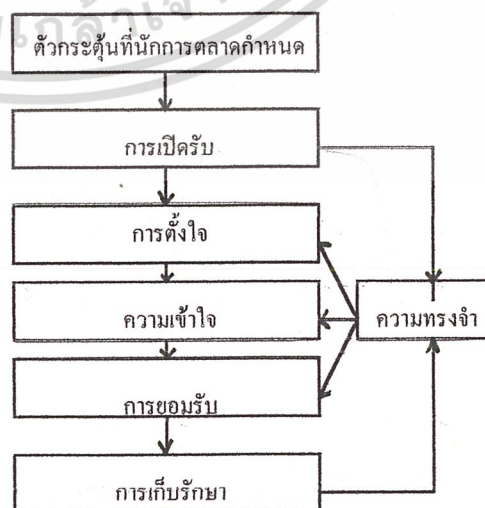 ตัวกระตุ้นที่นักการตลาดกำหนด
การเปิดรับ
การตั้งใจ
ความเข้าใจ
ความทรงจำ
การยอมรับ
การเก็บรักษา